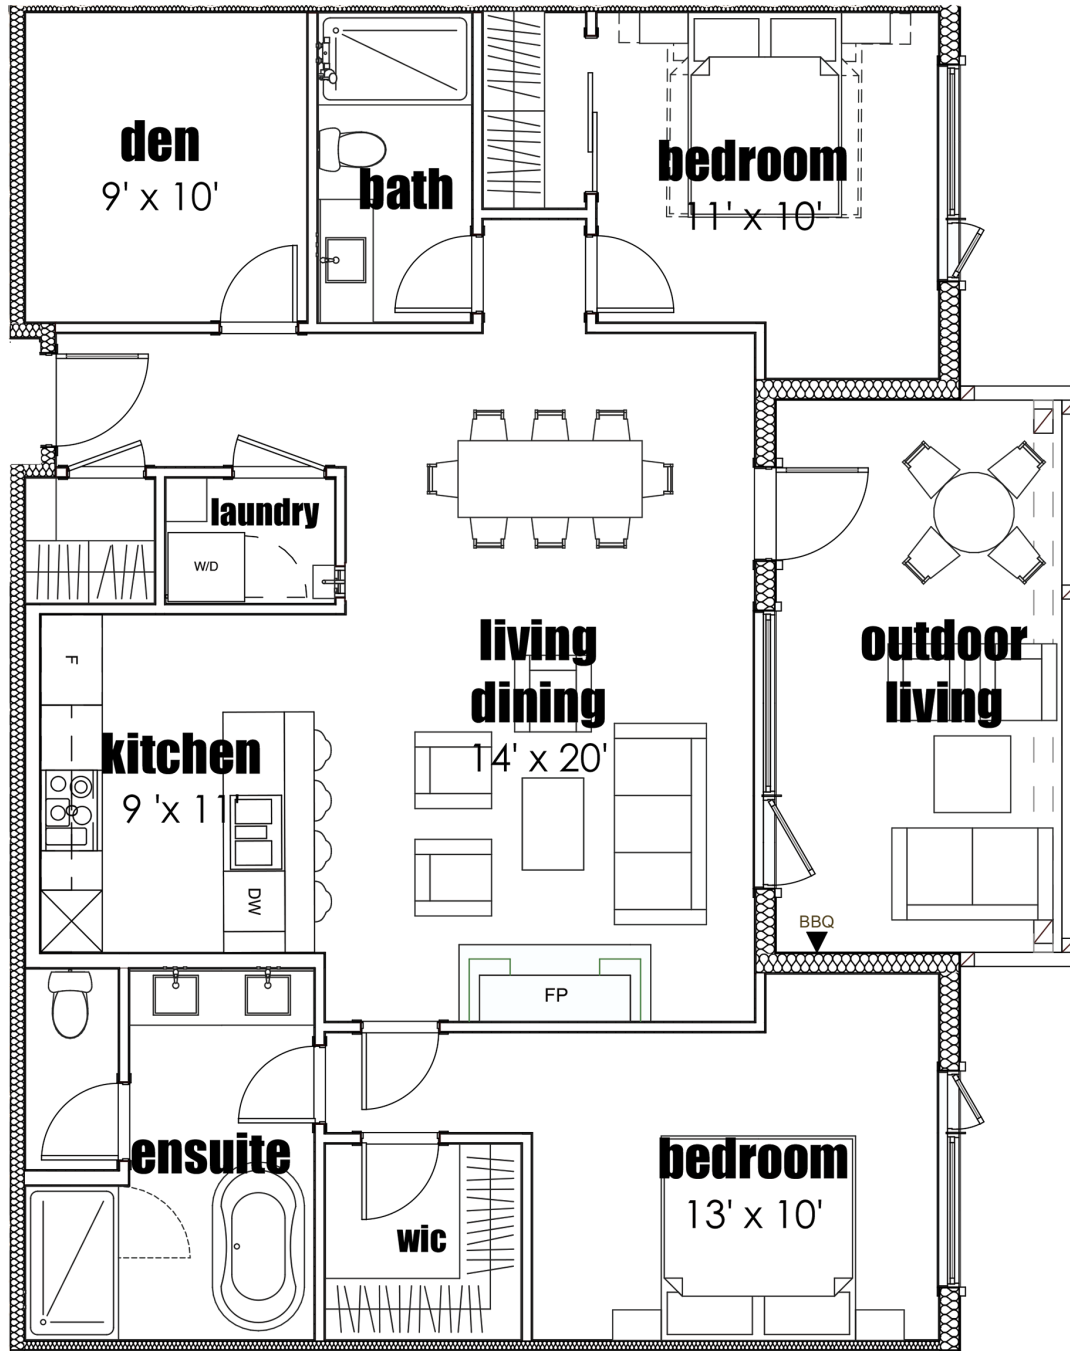 den
9' x 10'
bath
bedroom
11' x 10'
laundry
W/D
F
living
dining
14' x 20'
outdoor
living
kitchen
9 'x 11'
DW
BBQ
FP
ensuite
wic
bedroom
13' x 10'